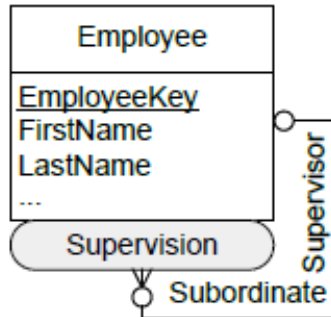 Employee
EmployeeKey
FirstName
LastName
...
Supervisor
Supervision
Subordinate